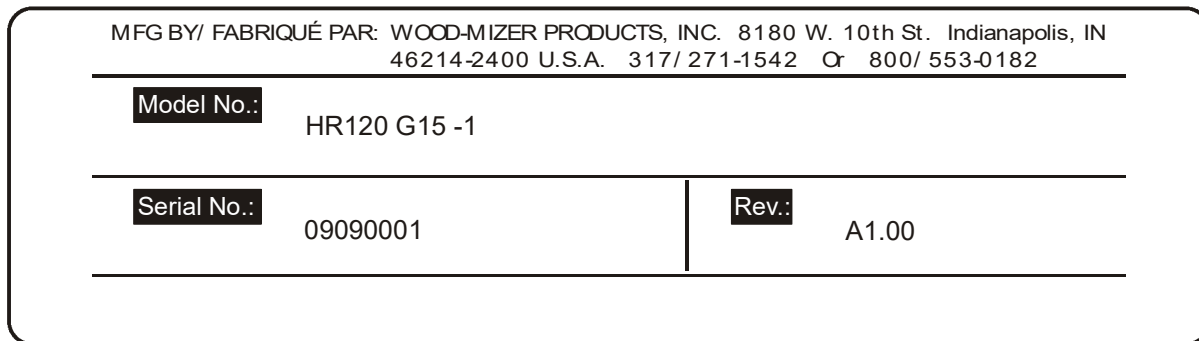 MFG BY/ FABRIQUÉ PAR: WOOD-MIZER PRODUCTS, INC. 8180 W. 10th St. Indianapolis, IN
46214-2400 U.S.A. 317/ 271-1542 Or 800/ 553-0182
Model No.:
HR120 G15 -1
Serial No.: Rev.:
09090001 A1.00